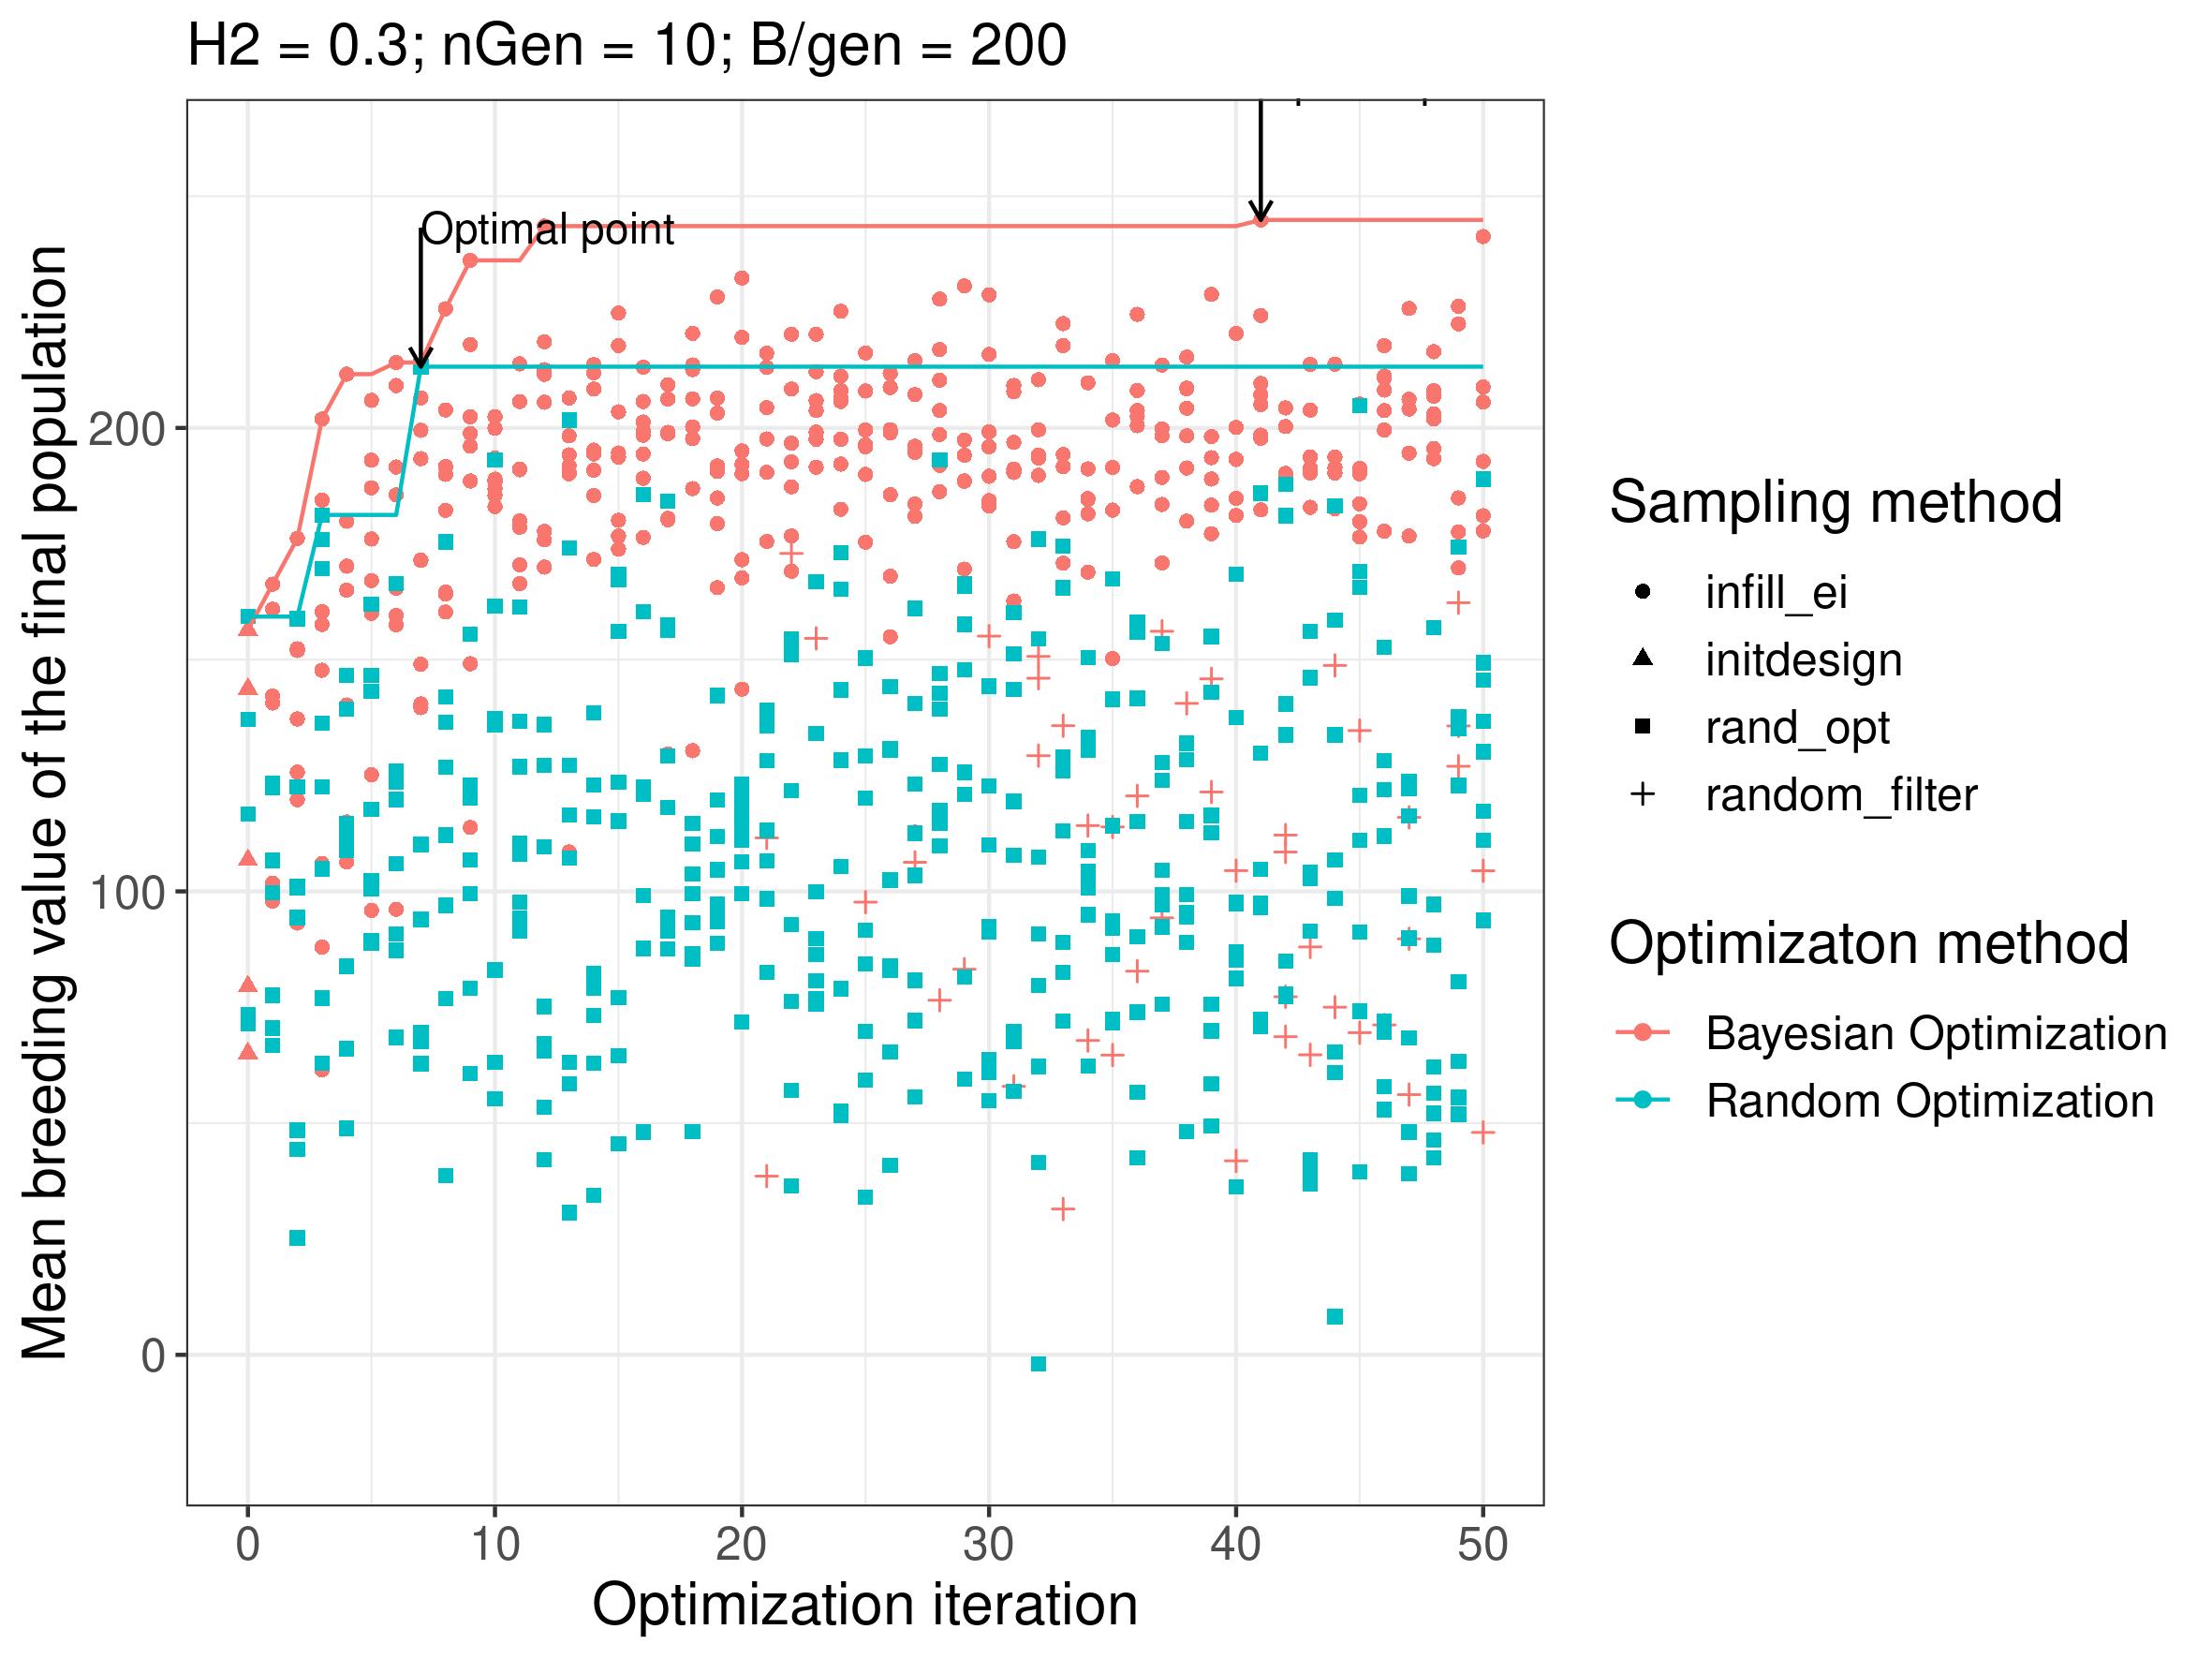 H2 = 0.3; nGen = 10; B/gen = 200
Mean breeding value of the final population
200
100
0
Optimal point
0
10
20
30
40
50
Optimization iteration
Sampling method
infill_ei
initdesign
rand_opt
random_filter
Optimizaton method
Bayesian Optimization
Random Optimization